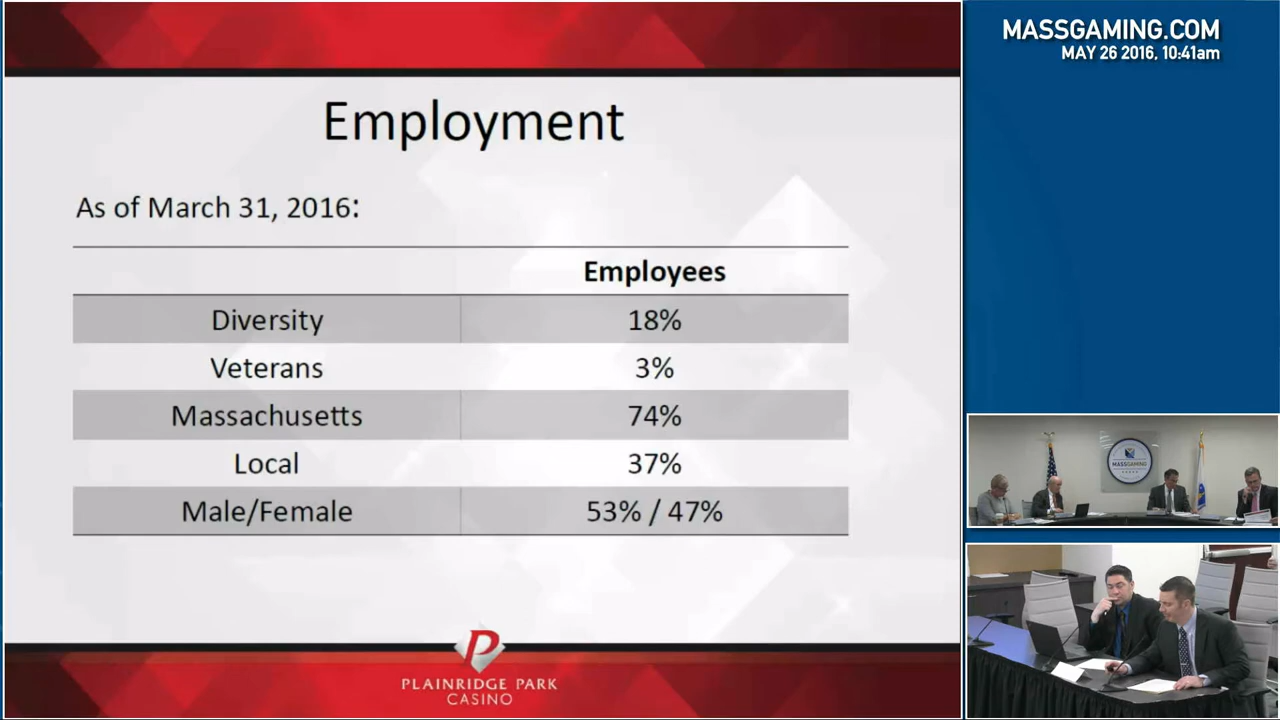 MASSGAMING.COM
MAY 26 2016, 10:41am
Employment
As of March 31, 2016:
Employees
Diversity 18%
Veterans 3%
Massachusetts 74%
Local 37%
Male/Female 53% / 47%
P
PLAINRIDGE PARK
CASINO
MASSGAMING